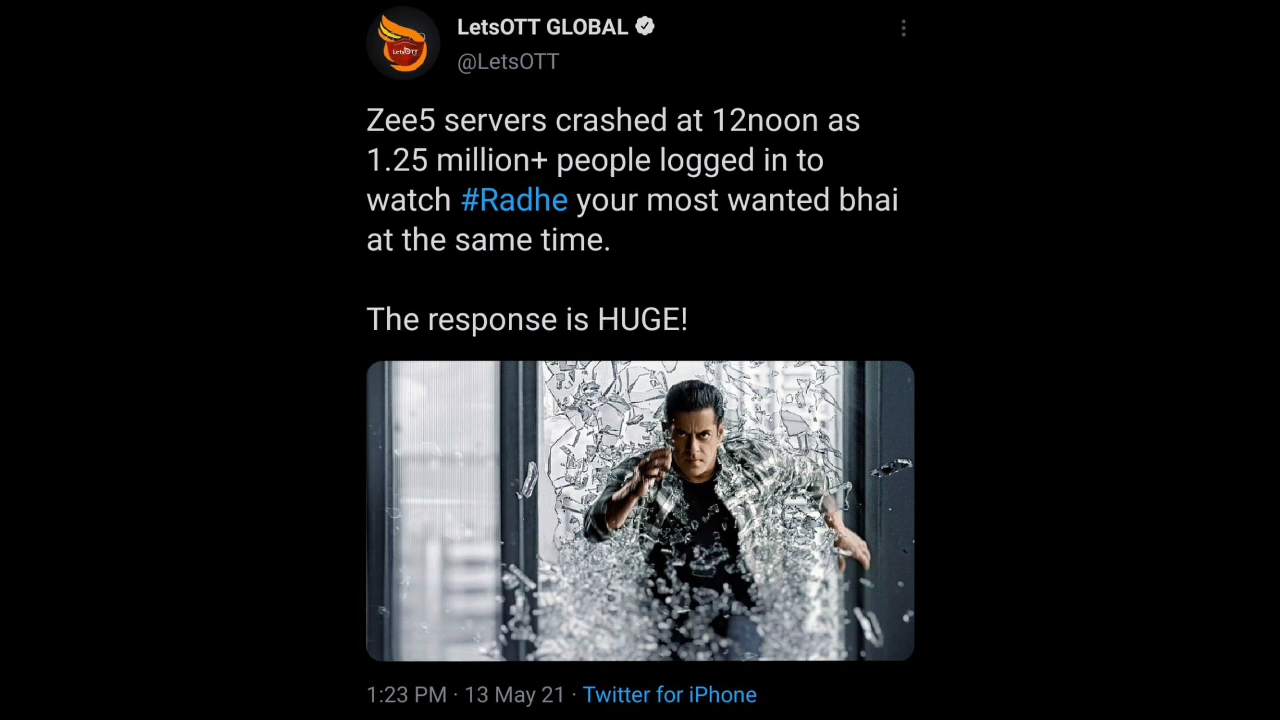 LetsOTT GLOBAL
@LetsOTT
LetsOTT
Zee5 servers crashed at 12noon as
1.25 million+ people logged in to
watch #Radhe your most wanted bhai
at the same time.
The response is HUGE!
1:23 PM · 13 May 21 · Twitter for iPhone